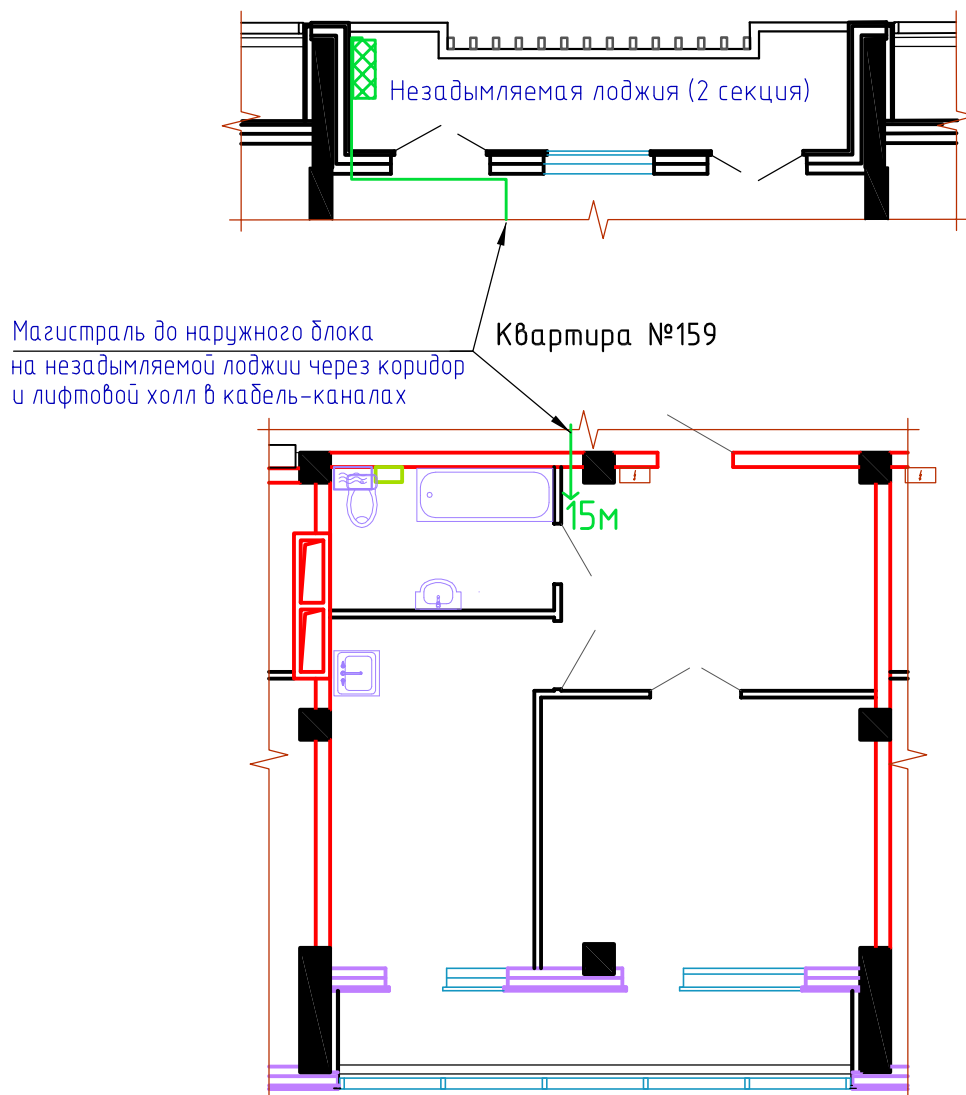 Незадымляемая лоджия (2 секция)
Магистраль до наружного блока
на незадымляемой лоджии через коридор
и лифтовой холл в кабель-каналах
Квартира №159
15м